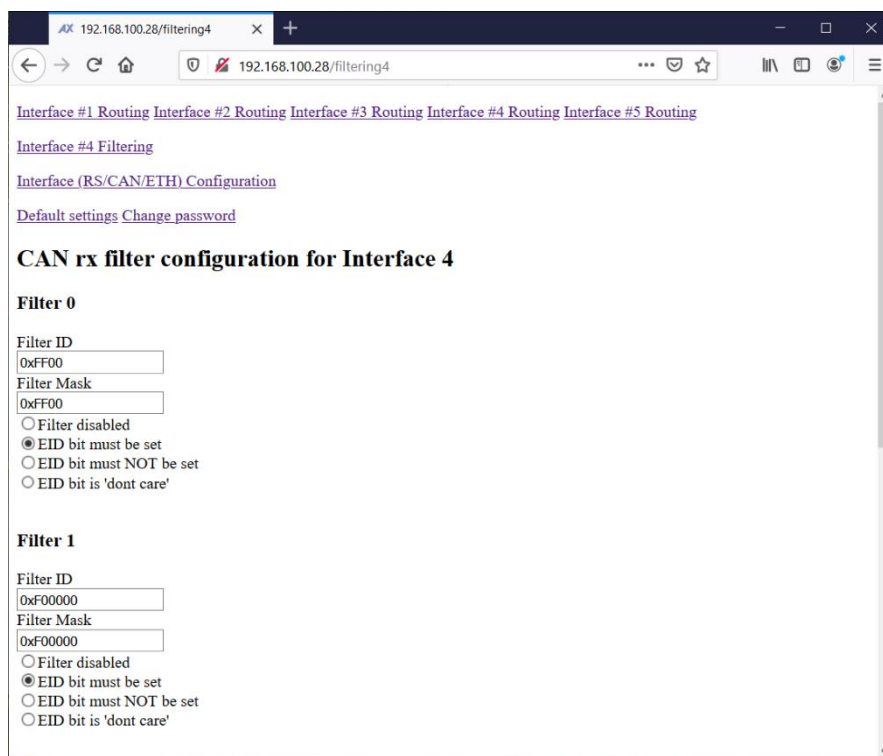 AX 192.168.100.28/filtering4
192.168.100.28/filtering4
Interface #1 Routing Interface #2 Routing Interface #3 Routing Interface #4 Routing Interface #5 Routing
Interface #4 Filtering
Interface (RS/CAN/ETH) Configuration
Default settings Change password
CAN rx filter configuration for Interface 4
Filter 0
Filter ID
0xFF00
Filter Mask
0xFF00
Filter disabled
EID bit must be set
EID bit must NOT be set
EID bit is 'dont care'
Filter 1
Filter ID
0xF00000
Filter Mask
0xF00000
Filter disabled
EID bit must be set
EID bit must NOT be set
EID bit is 'dont care'